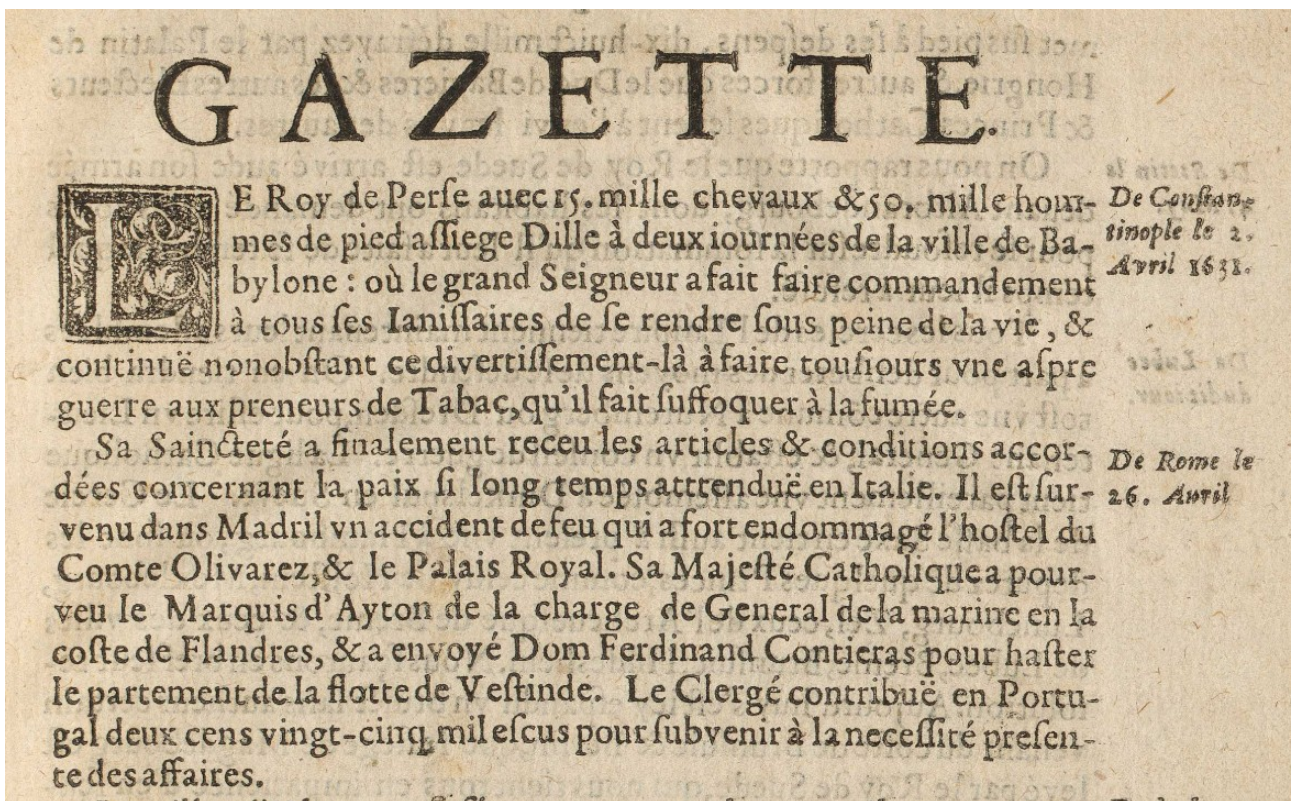 GAZETTE.
LE Roy de Perſe auec 15. mille chevaux & 50. mille hom-
mes de pied aſſiege Dille à deux iournées de la ville de Ba-
bylone : où le grand Seigneur a fait faire commandement
à tous ſes Ianiſſaires de ſe rendre ſous peine de la vie, &
continuë nonobſtant ce divertiſſement-là à faire touſiours vne aſpre
guerre aux preneurs de Tabac, qu'il fait ſuffoquer à la fumée.
De Conſtan-
tinople le 2.
Avril 1631.
Sa Saincteté a finalement receu les articles & conditions accor-
dées concernant la paix ſi long temps atttenduë en Italie. Il eſt ſur-
venu dans Madril vn accident de feu qui a fort endommagé l'hoſtel du
Comte Olivarez, & le Palais Royal. Sa Majeſté Catholique a pour-
veu le Marquis d'Ayton de la charge de General de la marine en la
coſte de Flandres, & a envoyé Dom Ferdinand Contieras pour haſter
le partement de la flotte de Veſtinde. Le Clergé contribuë en Portu-
gal deux cens vingt-cinq mil eſcus pour ſubvenir à la neceſſité preſen-
te des affaires.
De Rome le
26. Avril